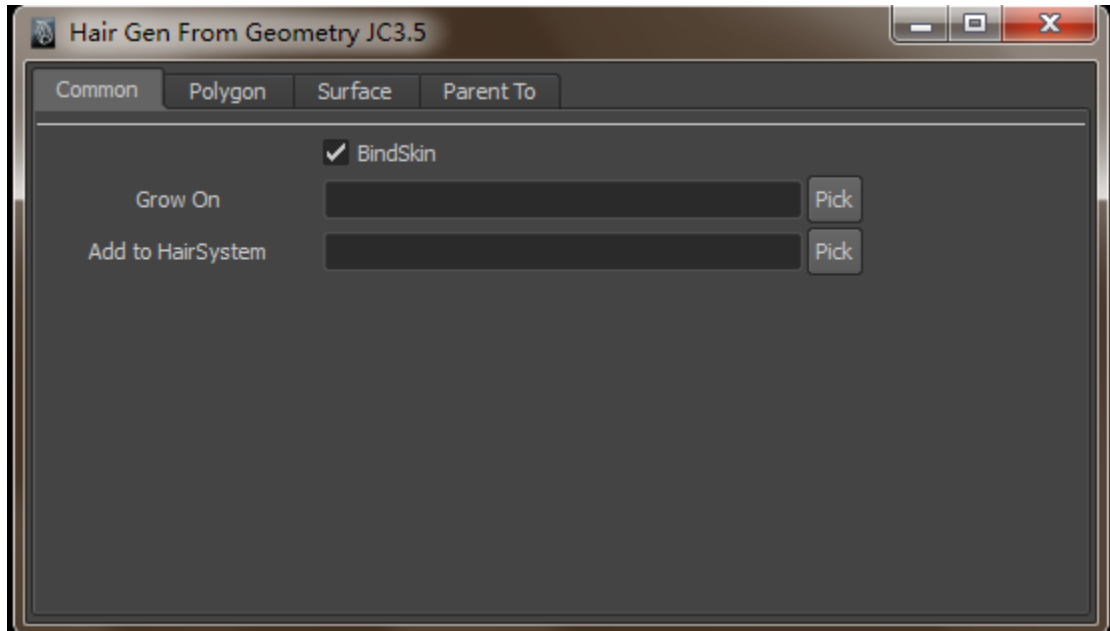 Hair Gen From Geometry JC3.5
Common Polygon Surface Parent To
BindSkin
Grow On Pick
Add to HairSystem Pick